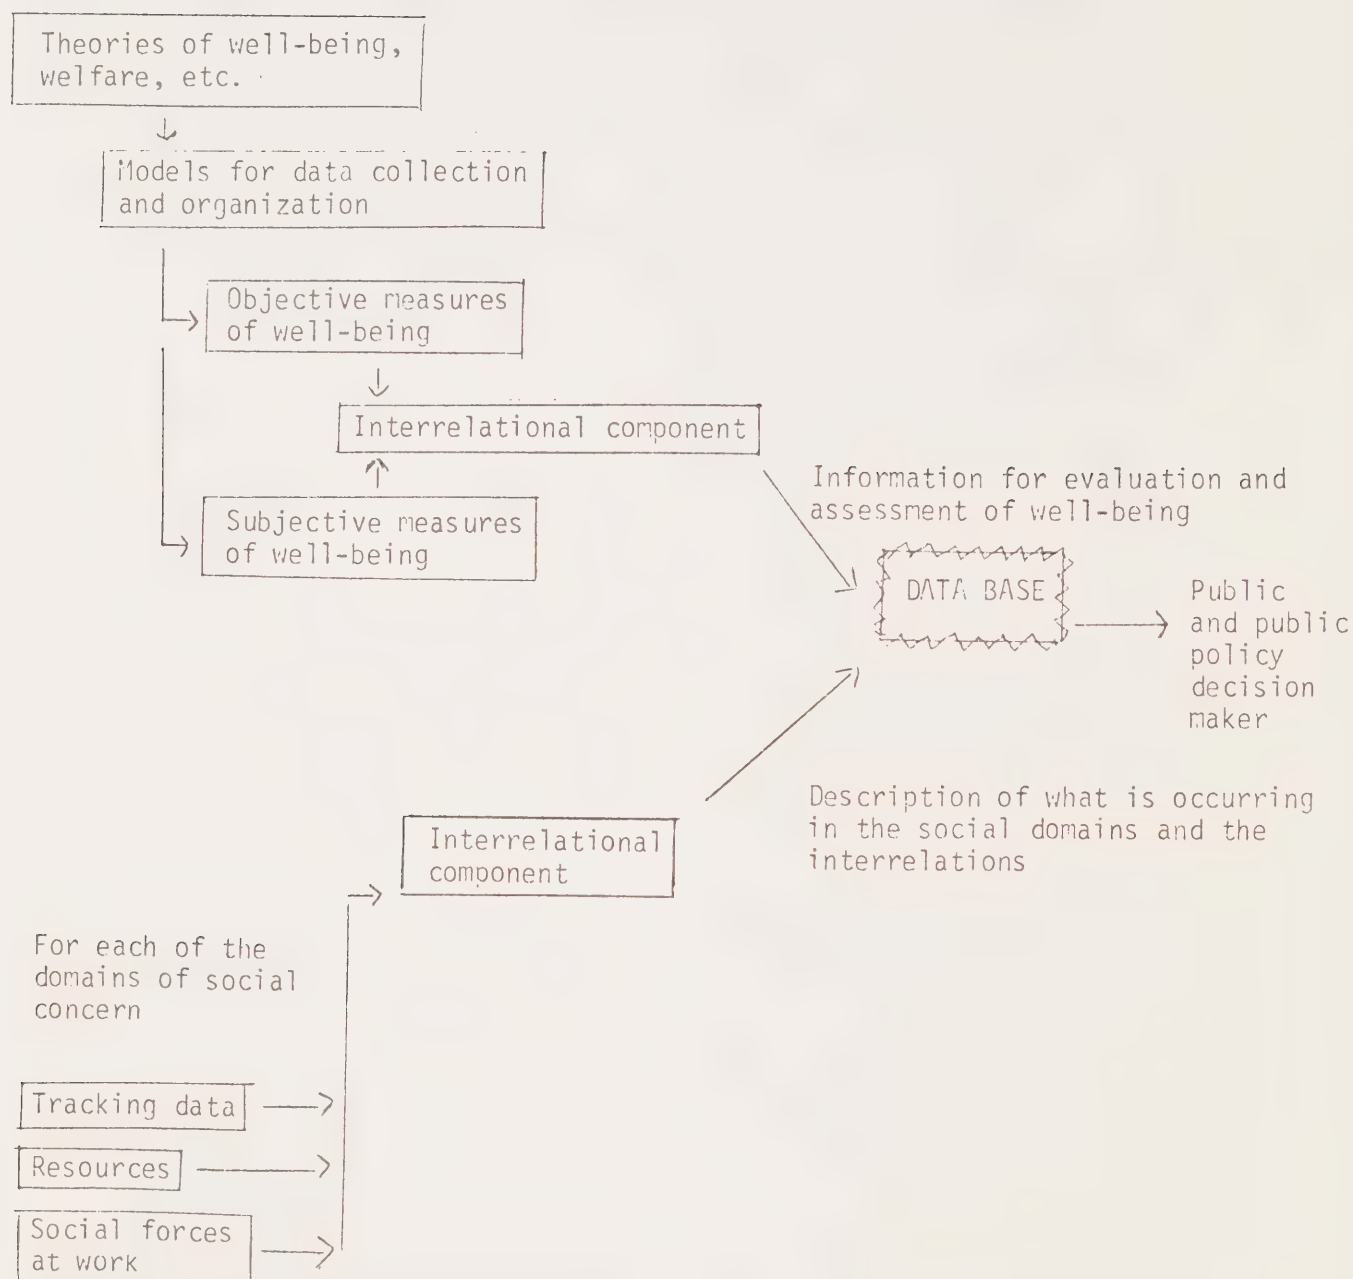 Theories of well-being,
welfare, etc.
Models for data collection
and organization
Objective measures
of well-being
Interrelational component
Subjective measures
of well-being
Information for evaluation and
assessment of well-being
DATA BASE
Public
and public
policy
decision
maker
Description of what is occurring
in the social domains and the
interrelations
Interrelational
component
For each of the
domains of social
concern
Tracking data
Resources
Social forces
at work